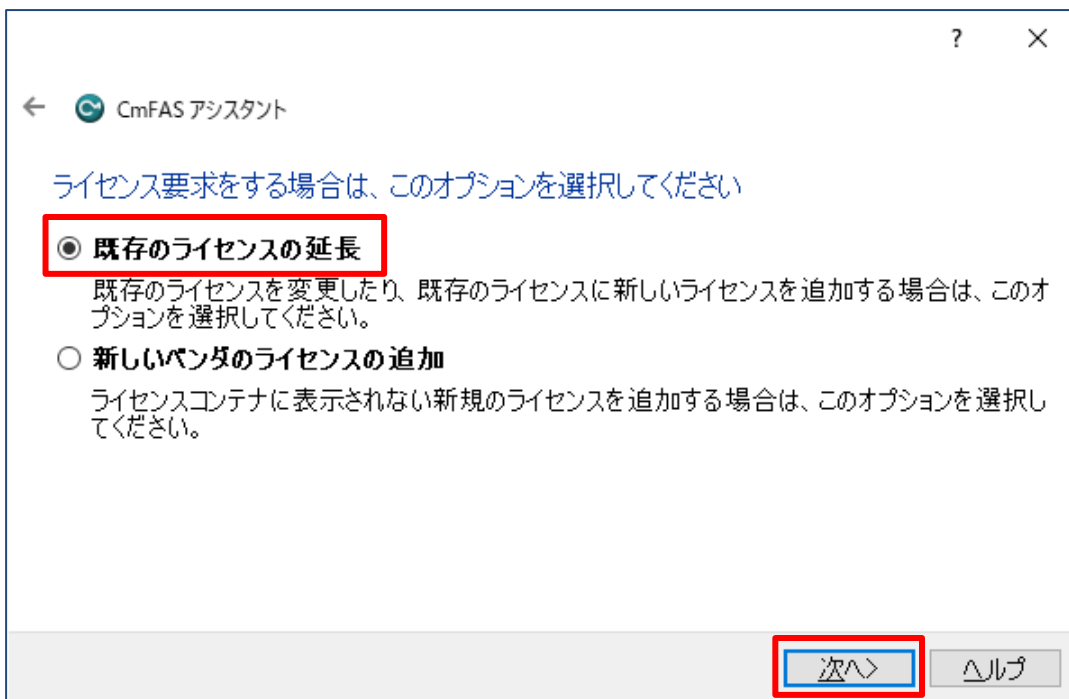 ?
CmFAS アシスタント
ライセンス要求をする場合は、このオプションを選択してください
既存のライセンスの延長
既存のライセンスを変更したり、既存のライセンスに新しいライセンスを追加する場合は、このオ
プションを選択してください。
新しいベンダのライセンスの追加
ライセンスコンテナに表示されない新規のライセンスを追加する場合は、このオプションを選択し
てください。
次へ>
ヘルプ